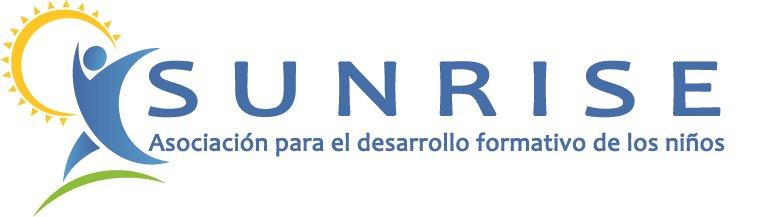 SUNRISE
Asociación para el desarrollo formativo de los niños